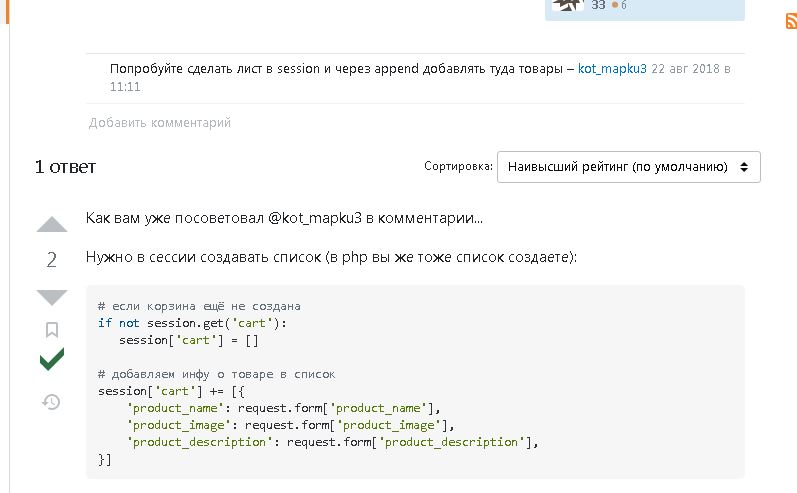 33 6
Попробуйте сделать лист в session и через append добавлять туда товары – kot_mapku3 22 авг 2018 в
11:11
Добавить комментарий
1 ответ
Сортировка: Наивысший рейтинг (по умолчанию)
Как вам уже посоветовал @kot_mapku3 в комментарии...
2
Нужно в сессии создавать список (в php вы же тоже список создаете):
# если корзина ещё не создана
if not session.get('cart'):
session['cart'] = []
# добавляем инфу о товаре в список
session['cart'] += [{
'product_name': request.form['product_name'],
'product_image': request.form['product_image'],
'product_description': request.form['product_description'],
}]